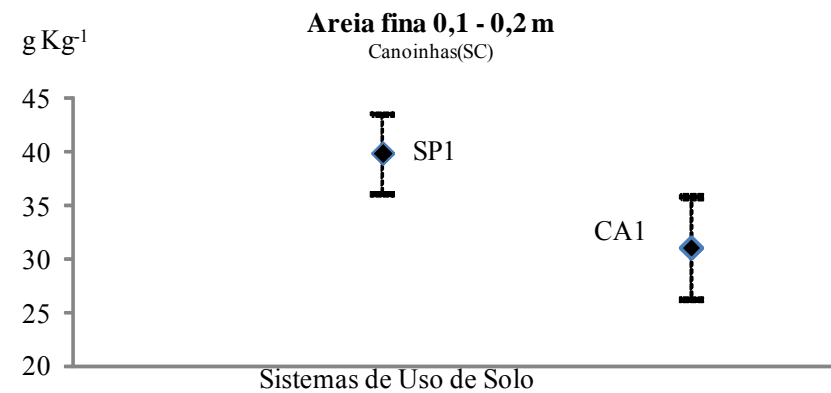 Areia fina 0,1 - 0,2 m
g Kg-1
Canoinhas(SC)
45
40
SP1
35
CA1
30
25
20
Sistemas de Uso de Solo